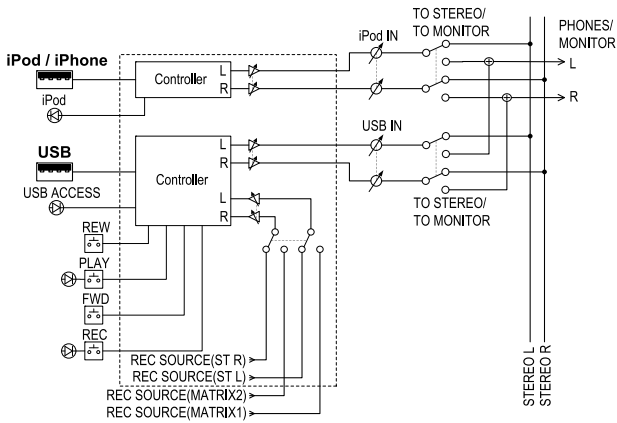 TO STEREO/
TO MONITOR
PHONES/
MONITOR
iPod IN
iPod / iPhone
L
L
Controller
R
R
iPod
USB IN
USB
L
Controller
R
USB ACCESS
L
TO STEREO/
TO MONITOR
R
REW
PLAY
FWD
REC
REC SOURCE(ST R)
REC SOURCE(ST L)
REC SOURCE(MATRIX2)
REC SOURCE(MATRIX1)
STEREO L
STEREO R